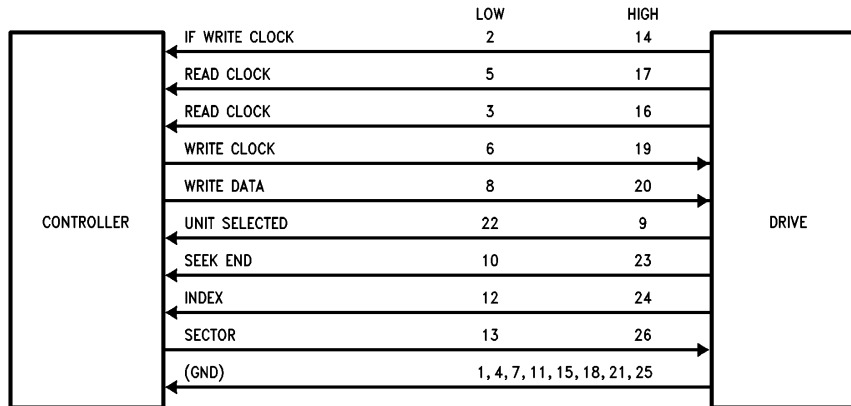 LOW HIGH
IF WRITE CLOCK 2 14
READ CLOCK 5 17
READ CLOCK 3 16
WRITE CLOCK 6 19
WRITE DATA 8 20
CONTROLLER UNIT SELECTED 22 9 DRIVE
SEEK END 10 23
INDEX 12 24
SECTOR 13 26
(GND) 1, 4, 7, 11, 15, 18, 21, 25